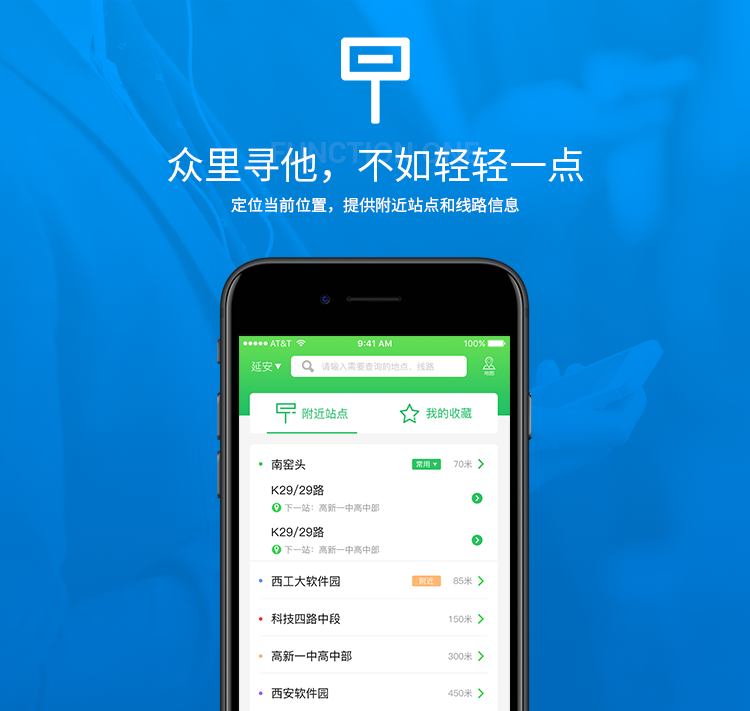 FUNCTION ONE
众里寻他，不如轻轻一点
定位当前位置，提供附近站点和线路信息
AT&T 9:41 AM 100%
延安▼ 请输入需要查询的地点、线路 地图
附近站点 我的收藏
南窑头 常用▼ 70米
K29/29路
下一站：高新一中高中部
K29/29路
下一站：高新一中高中部
西工大软件园 附近 85米
科技四路中段 150米
高新一中高中部 300米
西安软件园 450米